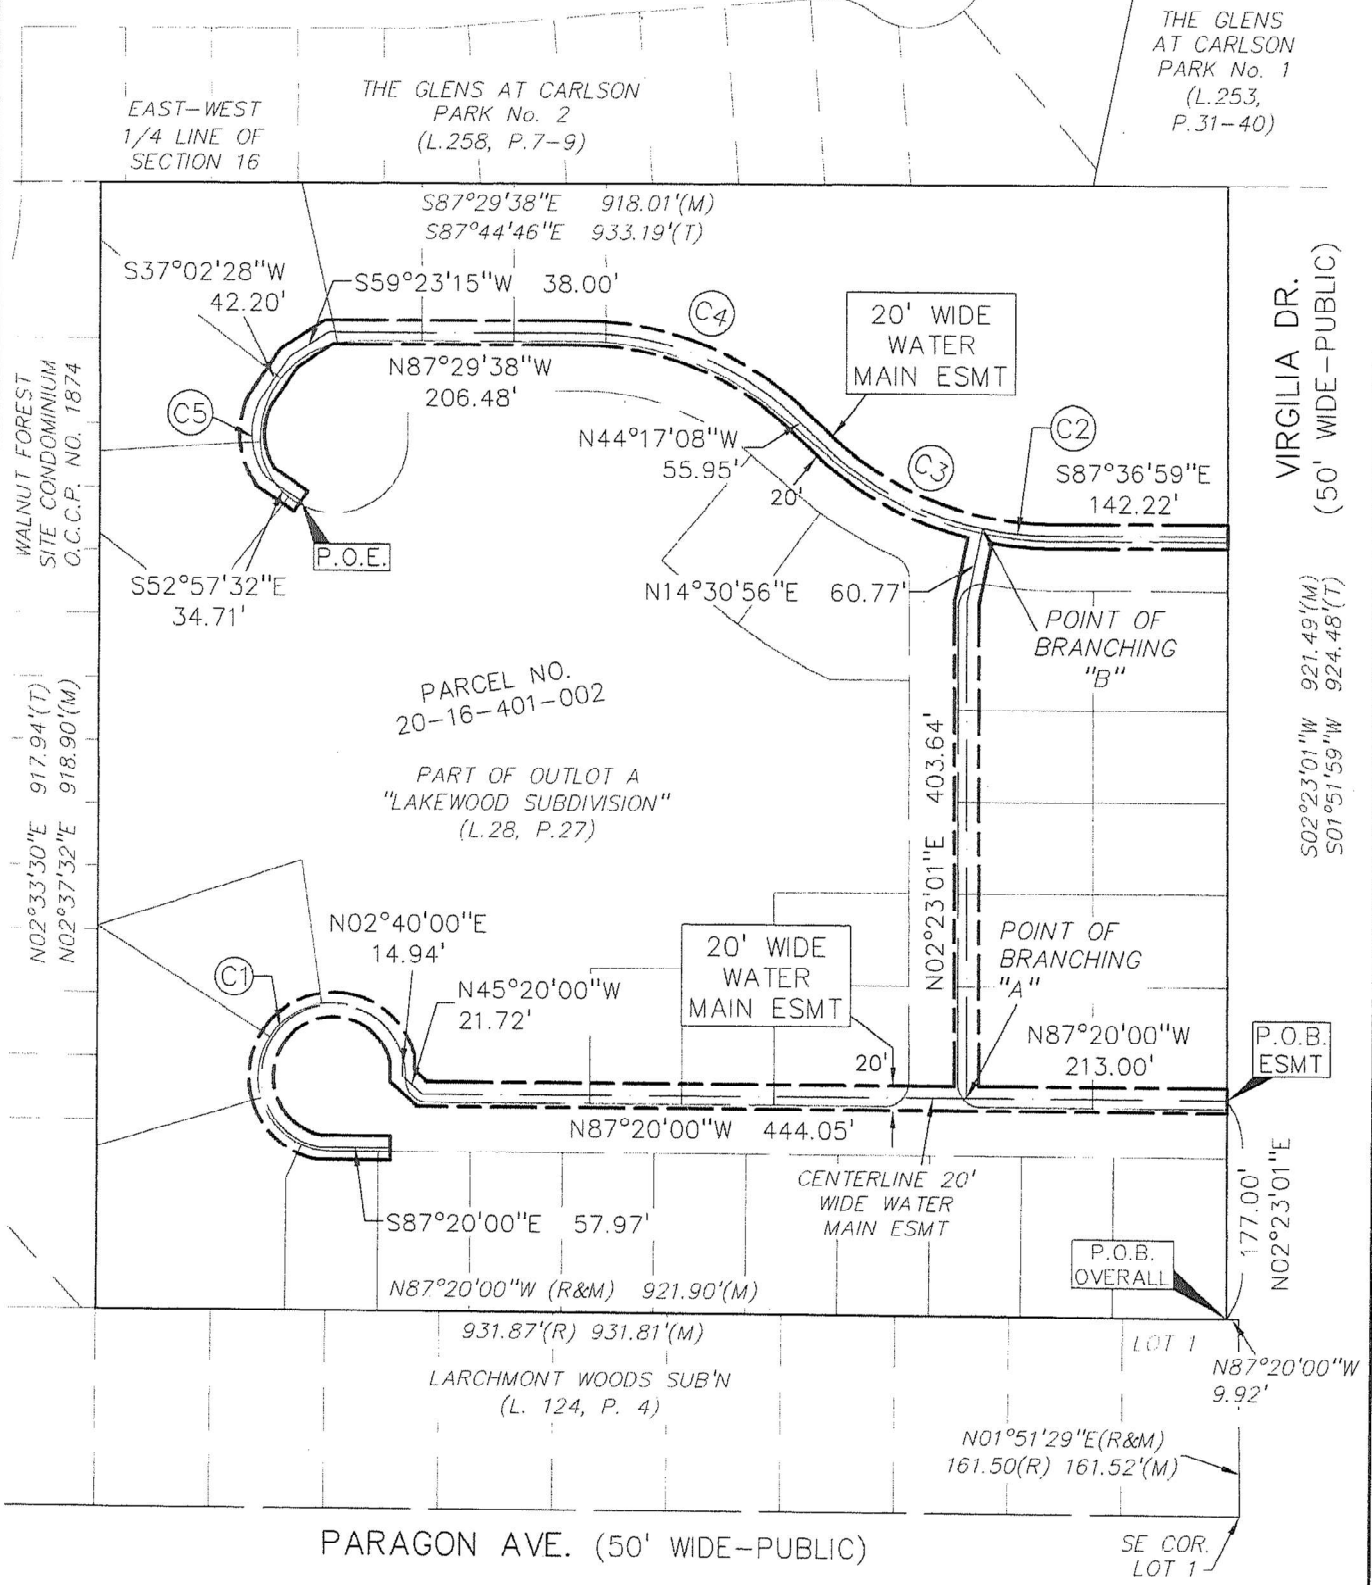 THE GLENS
AT CARLSON
PARK No. 1
(L.253,
P.31-40)
THE GLENS AT CARLSON
PARK No. 2
(L.258, P.7-9)
EAST-WEST
1/4 LINE OF
SECTION 16
S87°29'38"E 918.01'(M)
S87°44'46"E 933.19'(T)
S37°02'28"W
42.20'
S59°23'15"W 38.00'
C4
20' WIDE
WATER
MAIN ESMT
VIRGILIA DR.
(50' WIDE-PUBLIC)
WALNUT FOREST
SITE CONDOMINIUM
O.C.C.P. NO. 1874
N87°29'38"W
206.48'
C5
N44°17'08"W
55.95'
20'
C3
C2
S87°36'59"E
142.22'
P.O.E.
S52°57'32"E
34.71'
N14°30'56"E 60.77'
POINT OF
BRANCHING
"B"
S02°23'01"W 921.49'(M)
S01°51'59"W 924.48'(T)
N02°33'30"E 917.94'(T)
N02°37'32"E 918.90'(M)
PARCEL NO.
20-16-401-002
PART OF OUTLOT A
"LAKEWOOD SUBDIVISION"
(L.28, P.27)
N02°23'01"E 403.64'
N02°40'00"E
14.94'
C1
N45°20'00"W
21.72'
20' WIDE
WATER
MAIN ESMT
20'
POINT OF
BRANCHING
"A"
N87°20'00"W
213.00'
P.O.B.
ESMT
N87°20'00"W 444.05'
CENTERLINE 20'
WIDE WATER
MAIN ESMT
177.00'
N02°23'01"E
S87°20'00"E 57.97'
P.O.B.
OVERALL
N87°20'00"W (R&M) 921.90'(M)
931.87'(R) 931.81'(M)
LOT 1
N87°20'00"W
9.92'
LARCHMONT WOODS SUB'N
(L. 124, P. 4)
N01°51'29"E(R&M)
161.50(R) 161.52'(M)
PARAGON AVE. (50' WIDE-PUBLIC)
SE COR.
LOT 1